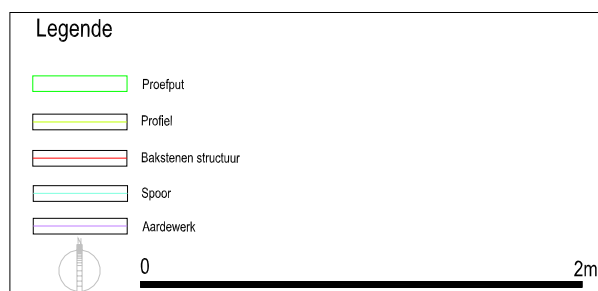 Legende
Proefput
Profiel
Bakstenen structuur
Spoor
Aardewerk
N
0 2m